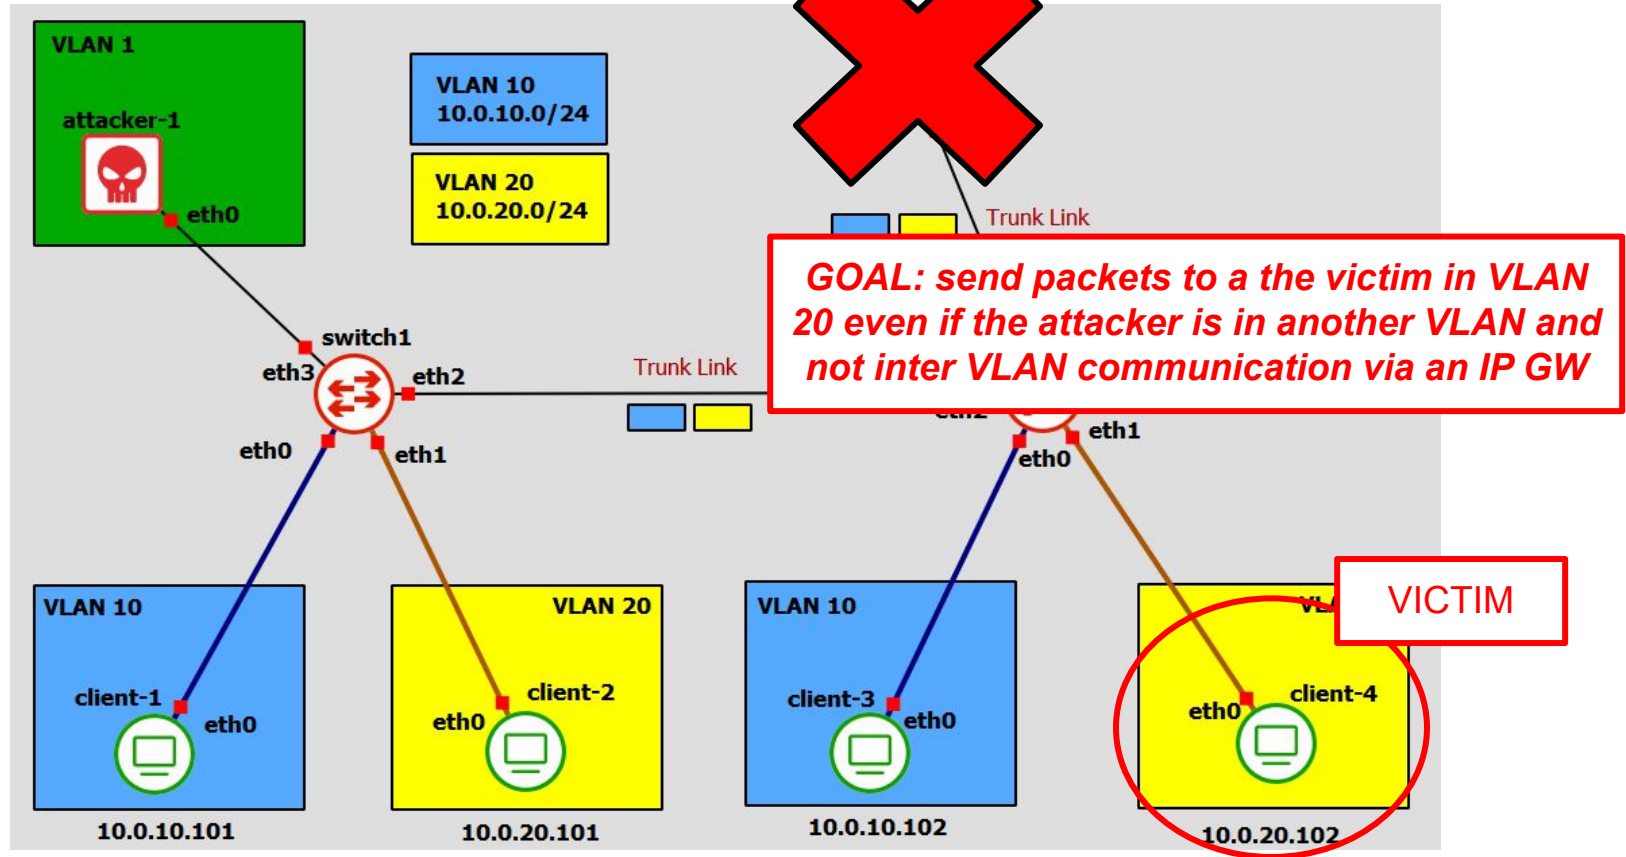 VLAN 1
attacker-1
eth0
VLAN 10
10.0.10.0/24
VLAN 20
10.0.20.0/24
Trunk Link
GOAL: send packets to a the victim in VLAN
20 even if the attacker is in another VLAN and
not inter VLAN communication via an IP GW
switch1
eth3
eth2
Trunk Link
eth0
eth1
eth2
eth1
eth0
VLAN 10
client-1
eth0
10.0.10.101
VLAN 20
client-2
eth0
10.0.20.101
VLAN 10
client-3
eth0
10.0.10.102
VICTIM
client-4
eth0
10.0.20.102